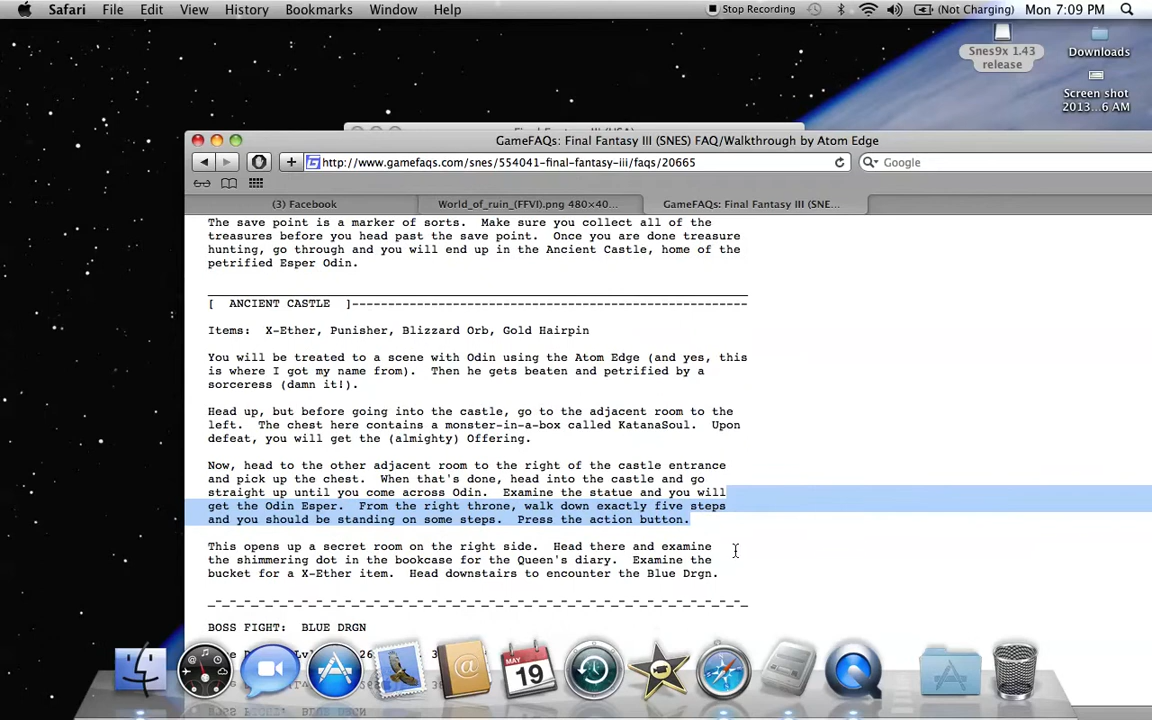 Safari File Edit View History Bookmarks Window Help Stop Recording (Not Charging) Mon 7:09 PM
Snes9x 1.43 release
Downloads
Screen shot 2013...6 AM
GameFAQs: Final Fantasy III (SNES) FAQ/Walkthrough by Atom Edge
http://www.gamefaqs.com/snes/554041-final-fantasy-iii/faqs/20665
Google
(3) Facebook
World_of_ruin_(FFVI).png 480×40...
GameFAQs: Final Fantasy III (SNE...
The save point is a marker of sorts. Make sure you collect all of the
treasures before you head past the save point. Once you are done treasure
hunting, go through and you will end up in the Ancient Castle, home of the
petrified Esper Odin.
[ ANCIENT CASTLE ]-------------------------------------------------------
Items: X-Ether, Punisher, Blizzard Orb, Gold Hairpin
You will be treated to a scene with Odin using the Atom Edge (and yes, this
is where I got my name from). Then he gets beaten and petrified by a
sorceress (damn it!).
Head up, but before going into the castle, go to the adjacent room to the
left. The chest here contains a monster-in-a-box called KatanaSoul. Upon
defeat, you will get the (almighty) Offering.
Now, head to the other adjacent room to the right of the castle entrance
and pick up the chest. When that's done, head into the castle and go
straight up until you come across Odin. Examine the statue and you will
get the Odin Esper. From the right throne, walk down exactly five steps
and you should be standing on some steps. Press the action button.
This opens up a secret room on the right side. Head there and examine
the shimmering dot in the bookcase for the Queen's diary. Examine the
bucket for a X-Ether item. Head downstairs to encounter the Blue Drgn.
BOSS FIGHT: BLUE DRGN
MAY 19